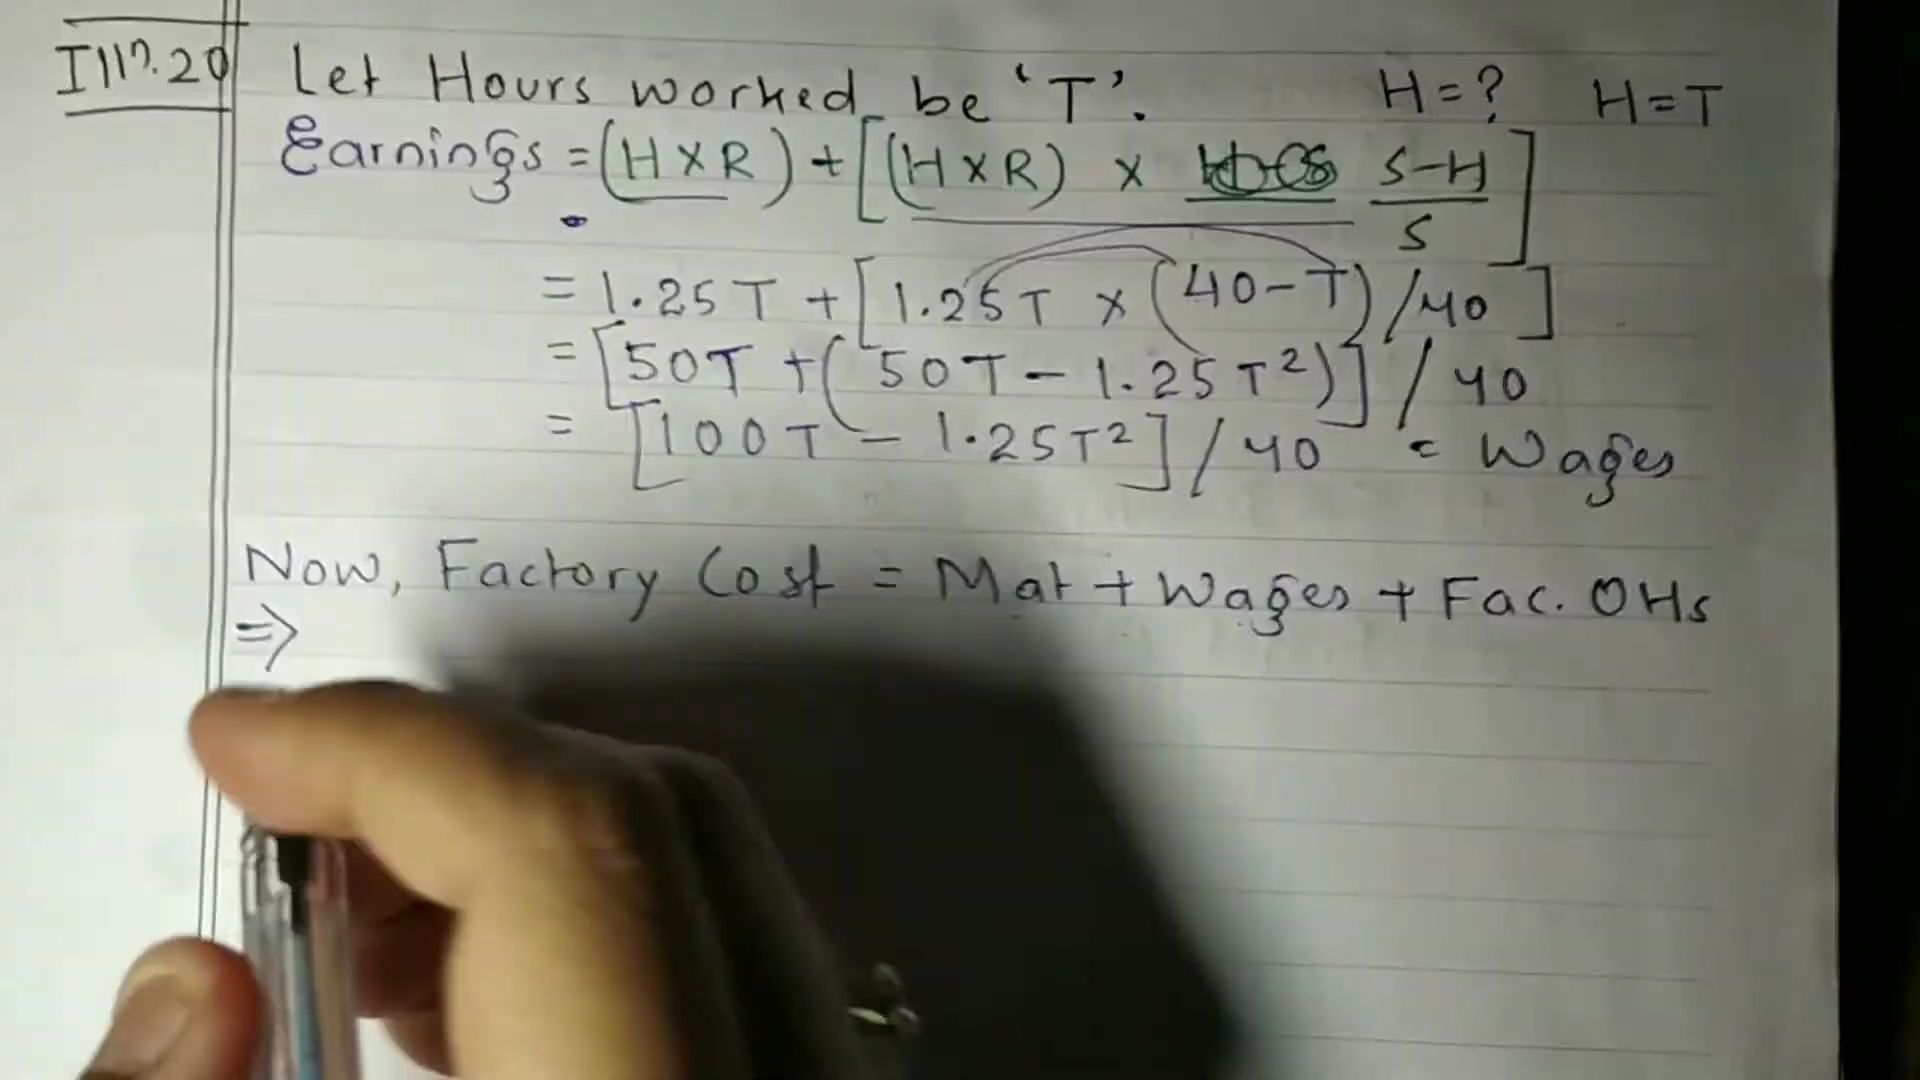 Illn.20 Let Hours worked be 'T'. H=? H=T
Earnings = (H×R) + [(H×R) × S-H
S]
= 1.25T + [1.25T × (40-T)/40]
= [50T + (50T - 1.25T²)] / 40
= [100T - 1.25T²] / 40 = Wages
Now, Factory Cost = Mat + Wages + Fac. OHs
⇒